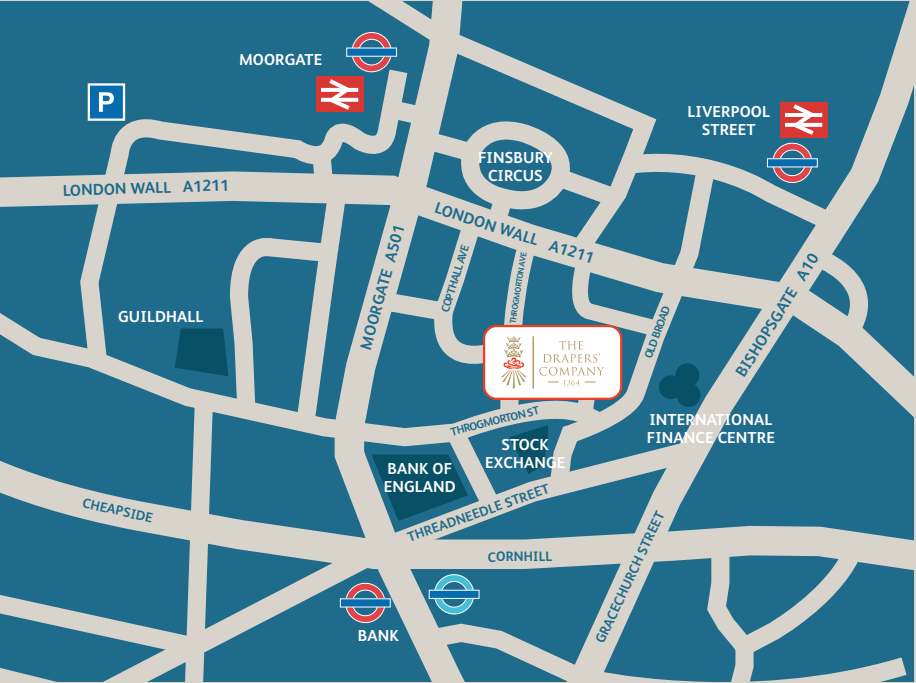 MOORGATE
P
LIVERPOOL
STREET
FINSBURY
CIRCUS
LONDON WALL A1211
LONDON WALL A1211
MOORGATE A501
COPTHALL AVE
THROGMORTON AVE
BISHOPSGATE A10
GUILDHALL
OLD BROAD
THE
DRAPERS'
COMPANY
1364
THROGMORTON ST
INTERNATIONAL
FINANCE CENTRE
STOCK
EXCHANGE
BANK OF
ENGLAND
THREADNEEDLE STREET
CHEAPSIDE
CORNHILL
GRACECHURCH STREET
BANK